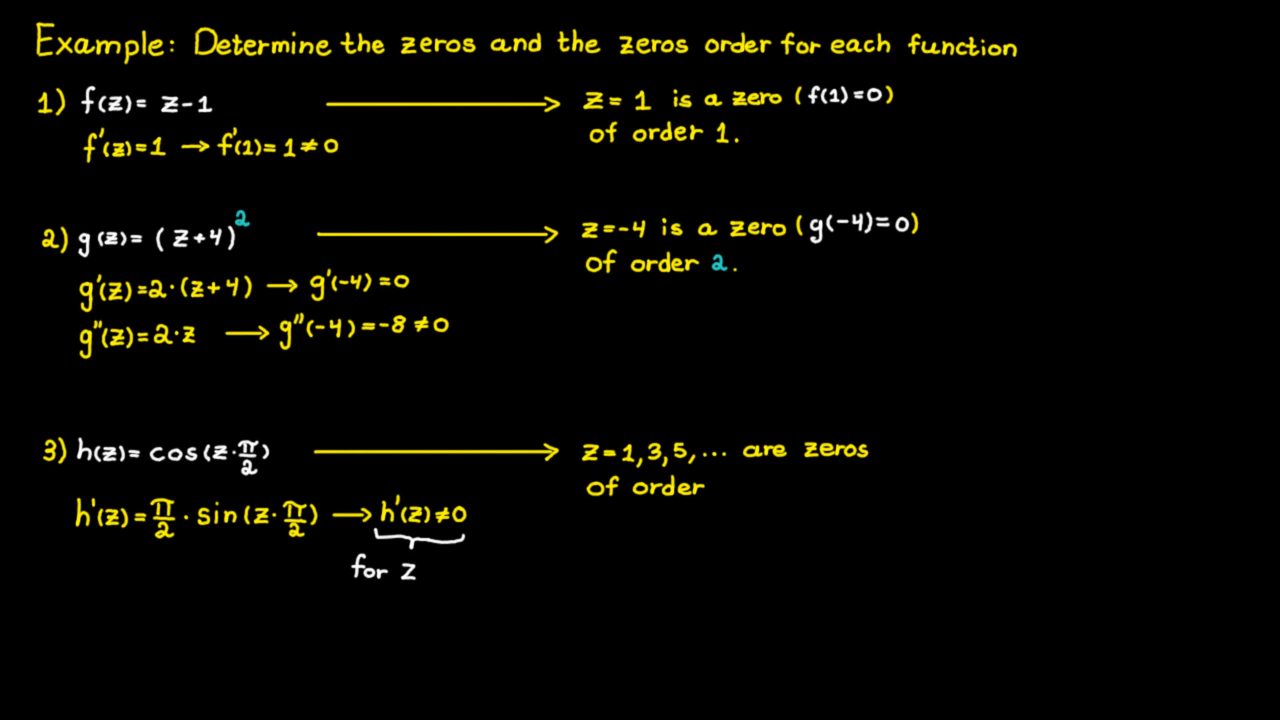 Example: Determine the zeros and the zeros order for each function
1) f(z) = z-1 ⟶ z = 1 is a zero (f(1)=0)
of order 1.
f'(z)=1 → f'(1)= 1 ≠ 0
2) g(z) = (z+4)² ⟶ z=-4 is a zero (g(-4)=0)
of order 2.
g'(z)=2·(z+4) → g'(-4)=0
g''(z)=2·z → g''(-4)=-8≠0
3) h(z)= cos(z·π/2) ⟶ z=1,3,5,... are zeros
of order
h'(z)=π/2 · sin(z·π/2) → h'(z)≠0
for z